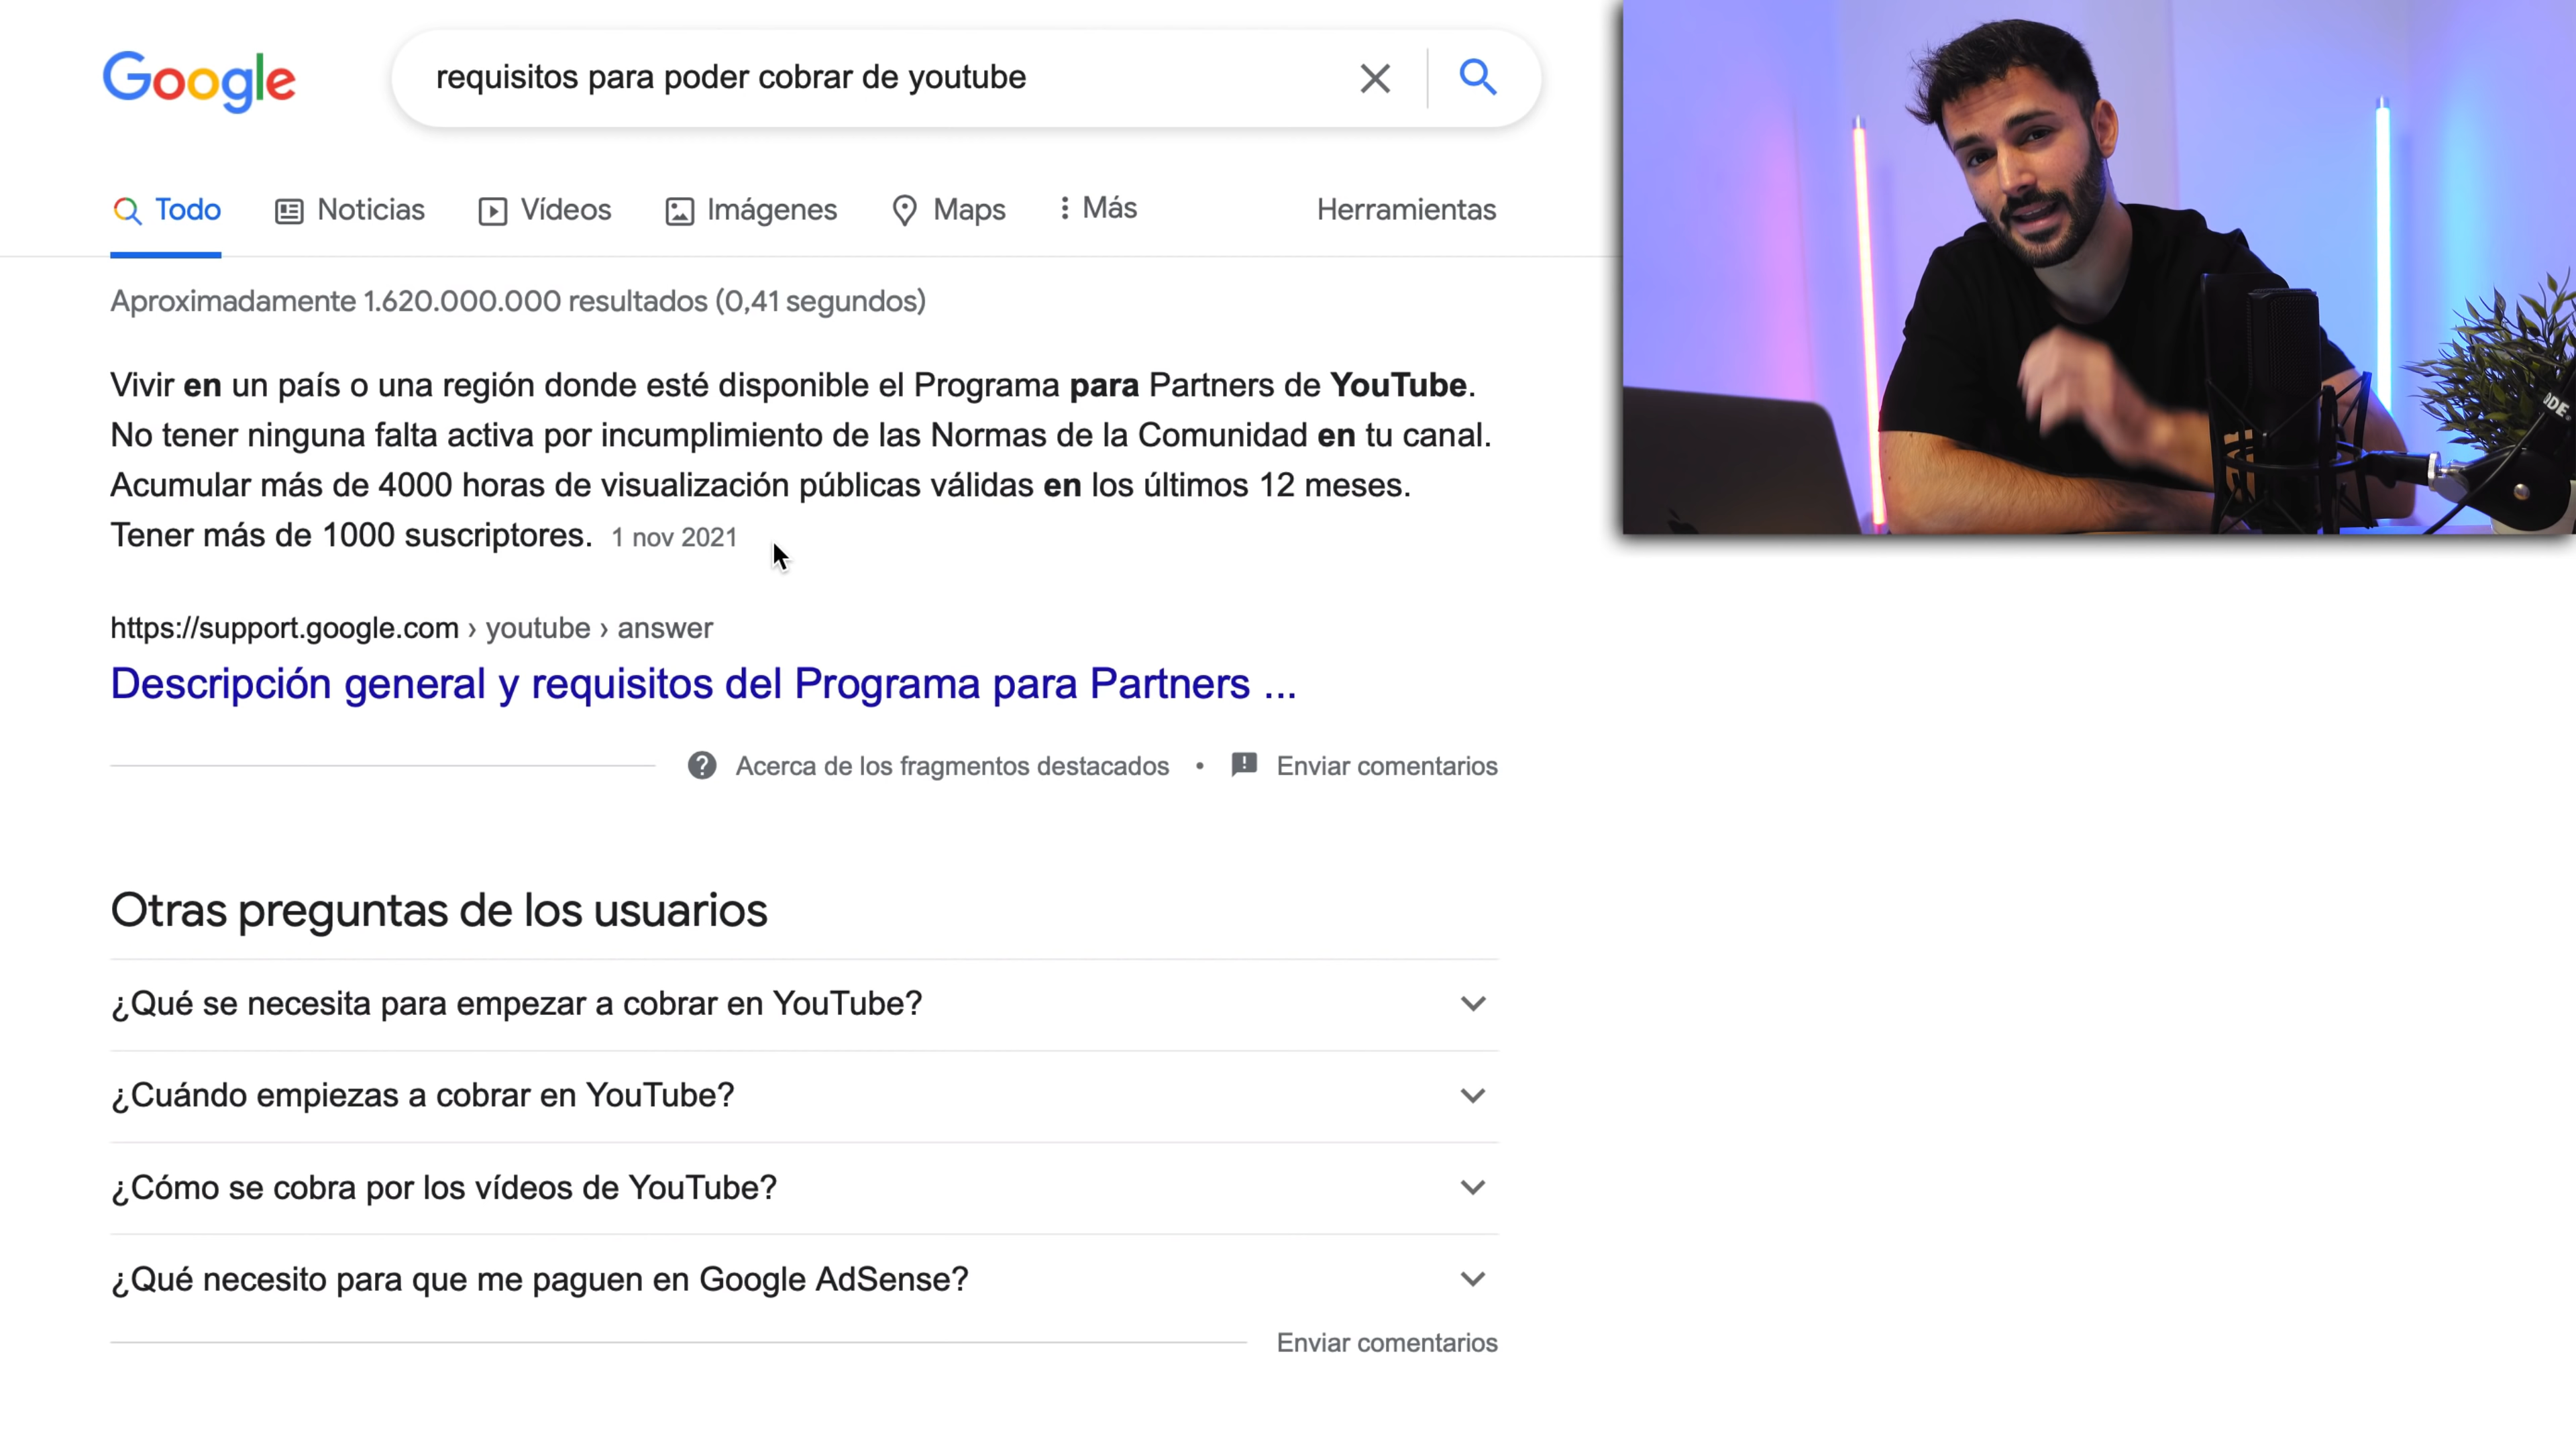 Google
requisitos para poder cobrar de youtube
Todo
Noticias
Vídeos
Imágenes
Maps
Más
Herramientas
Aproximadamente 1.620.000.000 resultados (0,41 segundos)
Vivir en un país o una región donde esté disponible el Programa para Partners de YouTube.
No tener ninguna falta activa por incumplimiento de las Normas de la Comunidad en tu canal.
Acumular más de 4000 horas de visualización públicas válidas en los últimos 12 meses.
Tener más de 1000 suscriptores. 1 nov 2021
https://support.google.com › youtube › answer
Descripción general y requisitos del Programa para Partners ...
Acerca de los fragmentos destacados • Enviar comentarios
Otras preguntas de los usuarios
¿Qué se necesita para empezar a cobrar en YouTube?
¿Cuándo empiezas a cobrar en YouTube?
¿Cómo se cobra por los vídeos de YouTube?
¿Qué necesito para que me paguen en Google AdSense?
Enviar comentarios